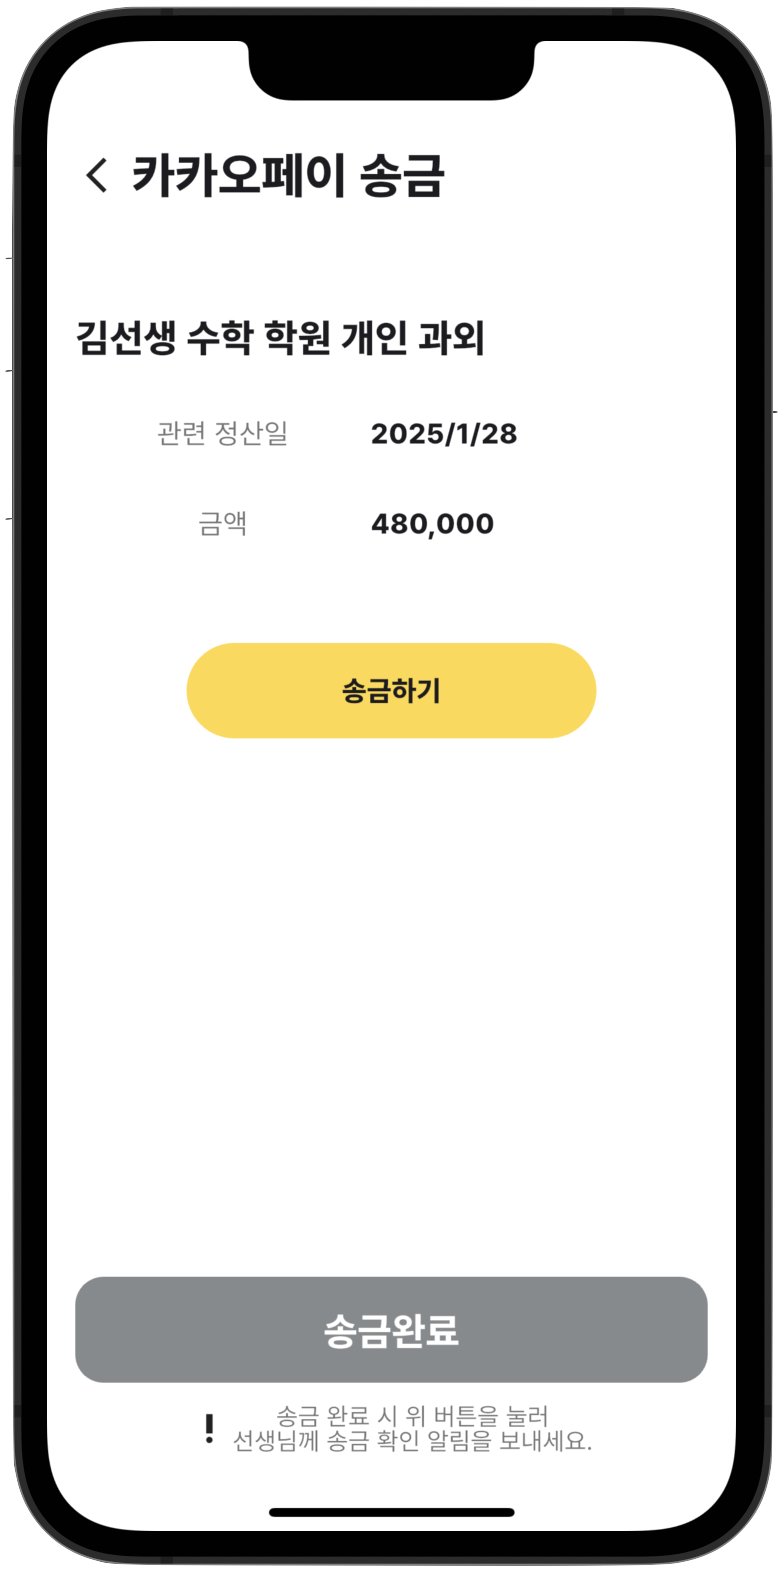 카카오페이 송금
김선생 수학 학원 개인 과외
관련 정산일 2025/1/28
금액 480,000
송금하기
송금완료
송금 완료 시 위 버튼을 눌러
선생님께 송금 확인 알림을 보내세요.